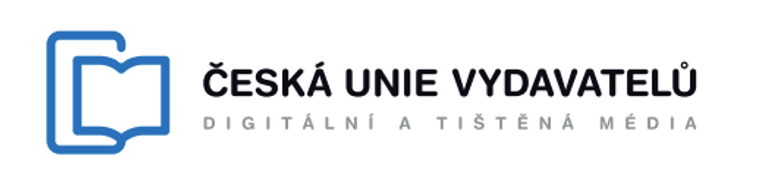 ČESKÁ UNIE VYDAVATELŮ
DIGITÁLNÍ A TIŠTĚNÁ MÉDIA